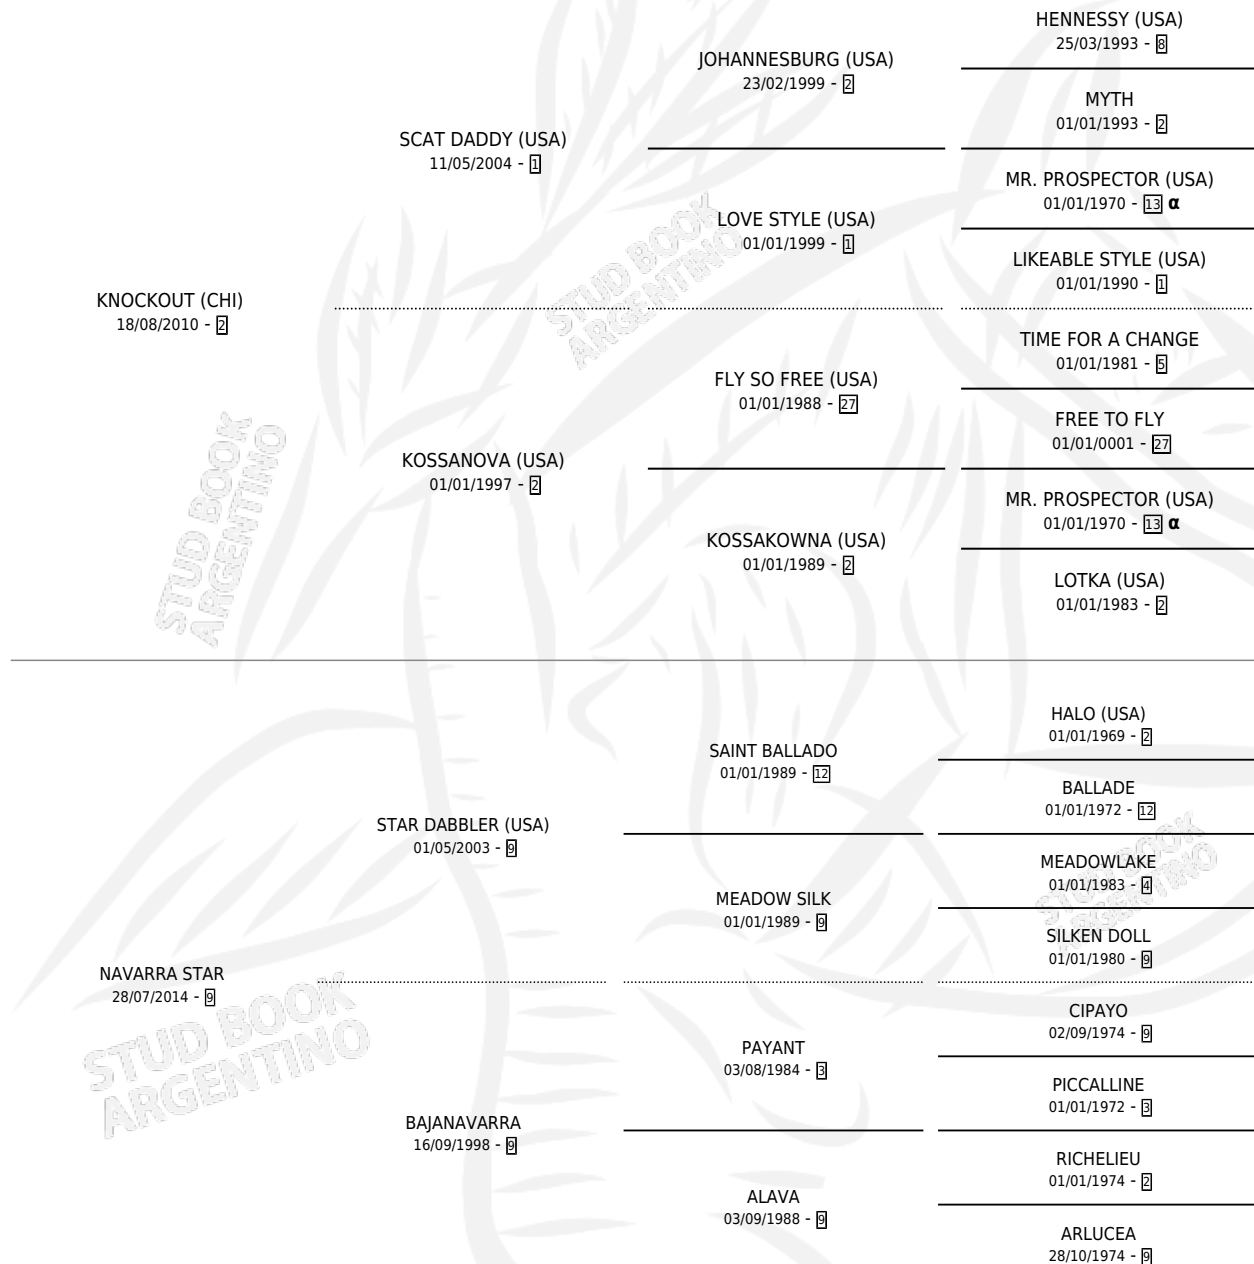 HENNESSY (USA)
25/03/1993 - 8
JOHANNESBURG (USA)
23/02/1999 - 2
MYTH
01/01/1993 - 2
SCAT DADDY (USA)
11/05/2004 - 1
MR. PROSPECTOR (USA)
01/01/1970 - 13 α
LOVE STYLE (USA)
01/01/1999 - 1
LIKEABLE STYLE (USA)
01/01/1990 - 1
KNOCKOUT (CHI)
18/08/2010 - 2
TIME FOR A CHANGE
01/01/1981 - 5
FLY SO FREE (USA)
01/01/1988 - 27
FREE TO FLY
01/01/0001 - 27
KOSSANOVA (USA)
01/01/1997 - 2
MR. PROSPECTOR (USA)
01/01/1970 - 13 α
KOSSAKOWNA (USA)
01/01/1989 - 2
LOTKA (USA)
01/01/1983 - 2
HALO (USA)
01/01/1969 - 2
SAINT BALLADO
01/01/1989 - 12
BALLADE
01/01/1972 - 12
STAR DABBLER (USA)
01/05/2003 - 9
MEADOWLAKE
01/01/1983 - 4
MEADOW SILK
01/01/1989 - 9
SILKEN DOLL
01/01/1980 - 9
NAVARRA STAR
28/07/2014 - 9
CIPAYO
02/09/1974 - 9
PAYANT
03/08/1984 - 3
PICCALLINE
01/01/1972 - 3
BAJANAVARRA
16/09/1998 - 9
RICHELIEU
01/01/1974 - 2
ALAVA
03/09/1988 - 9
ARLUCEA
28/10/1974 - 9
STUD BOOK
ARGENTINO
STUD BOOK
ARGENTINO
STUD BOOK
ARGENTINO
STUD BOOK
ARGENTINO